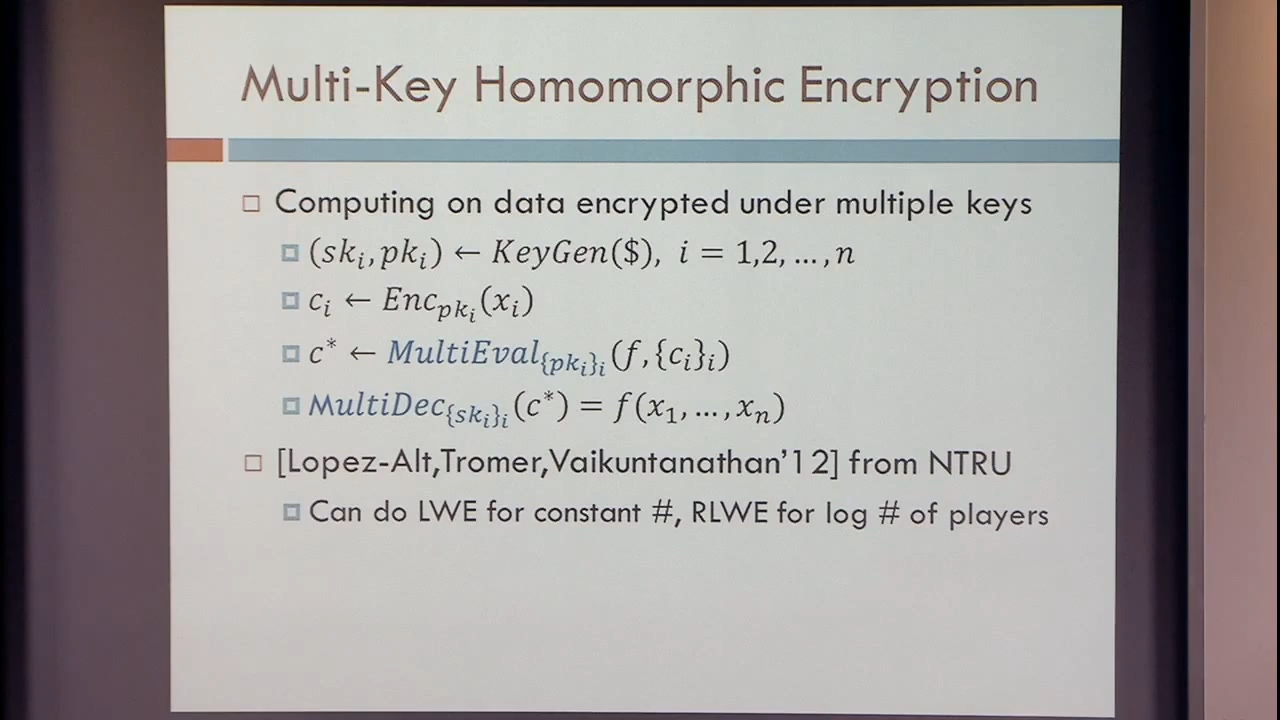 Multi-Key Homomorphic Encryption
Computing on data encrypted under multiple keys
(sk_i, pk_i) ← KeyGen($), i = 1,2, …, n
c_i ← Enc_{pk_i}(x_i)
c* ← MultiEval_{{pk_i}_i}(f, {c_i}_i)
MultiDec_{{sk_i}_i}(c*) = f(x_1, …, x_n)
[Lopez-Alt,Tromer,Vaikuntanathan’12] from NTRU
Can do LWE for constant #, RLWE for log # of players